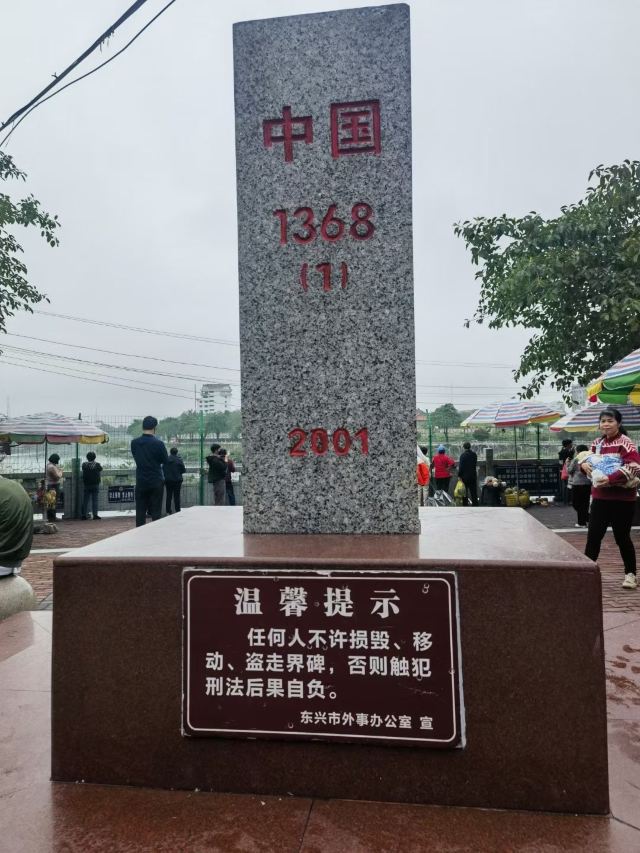 中国
1368
(1)
2001
温馨提示
任何人不许损毁、移
动、盗走界碑，否则触犯
刑法后果自负。
东兴市外事办公室 宣